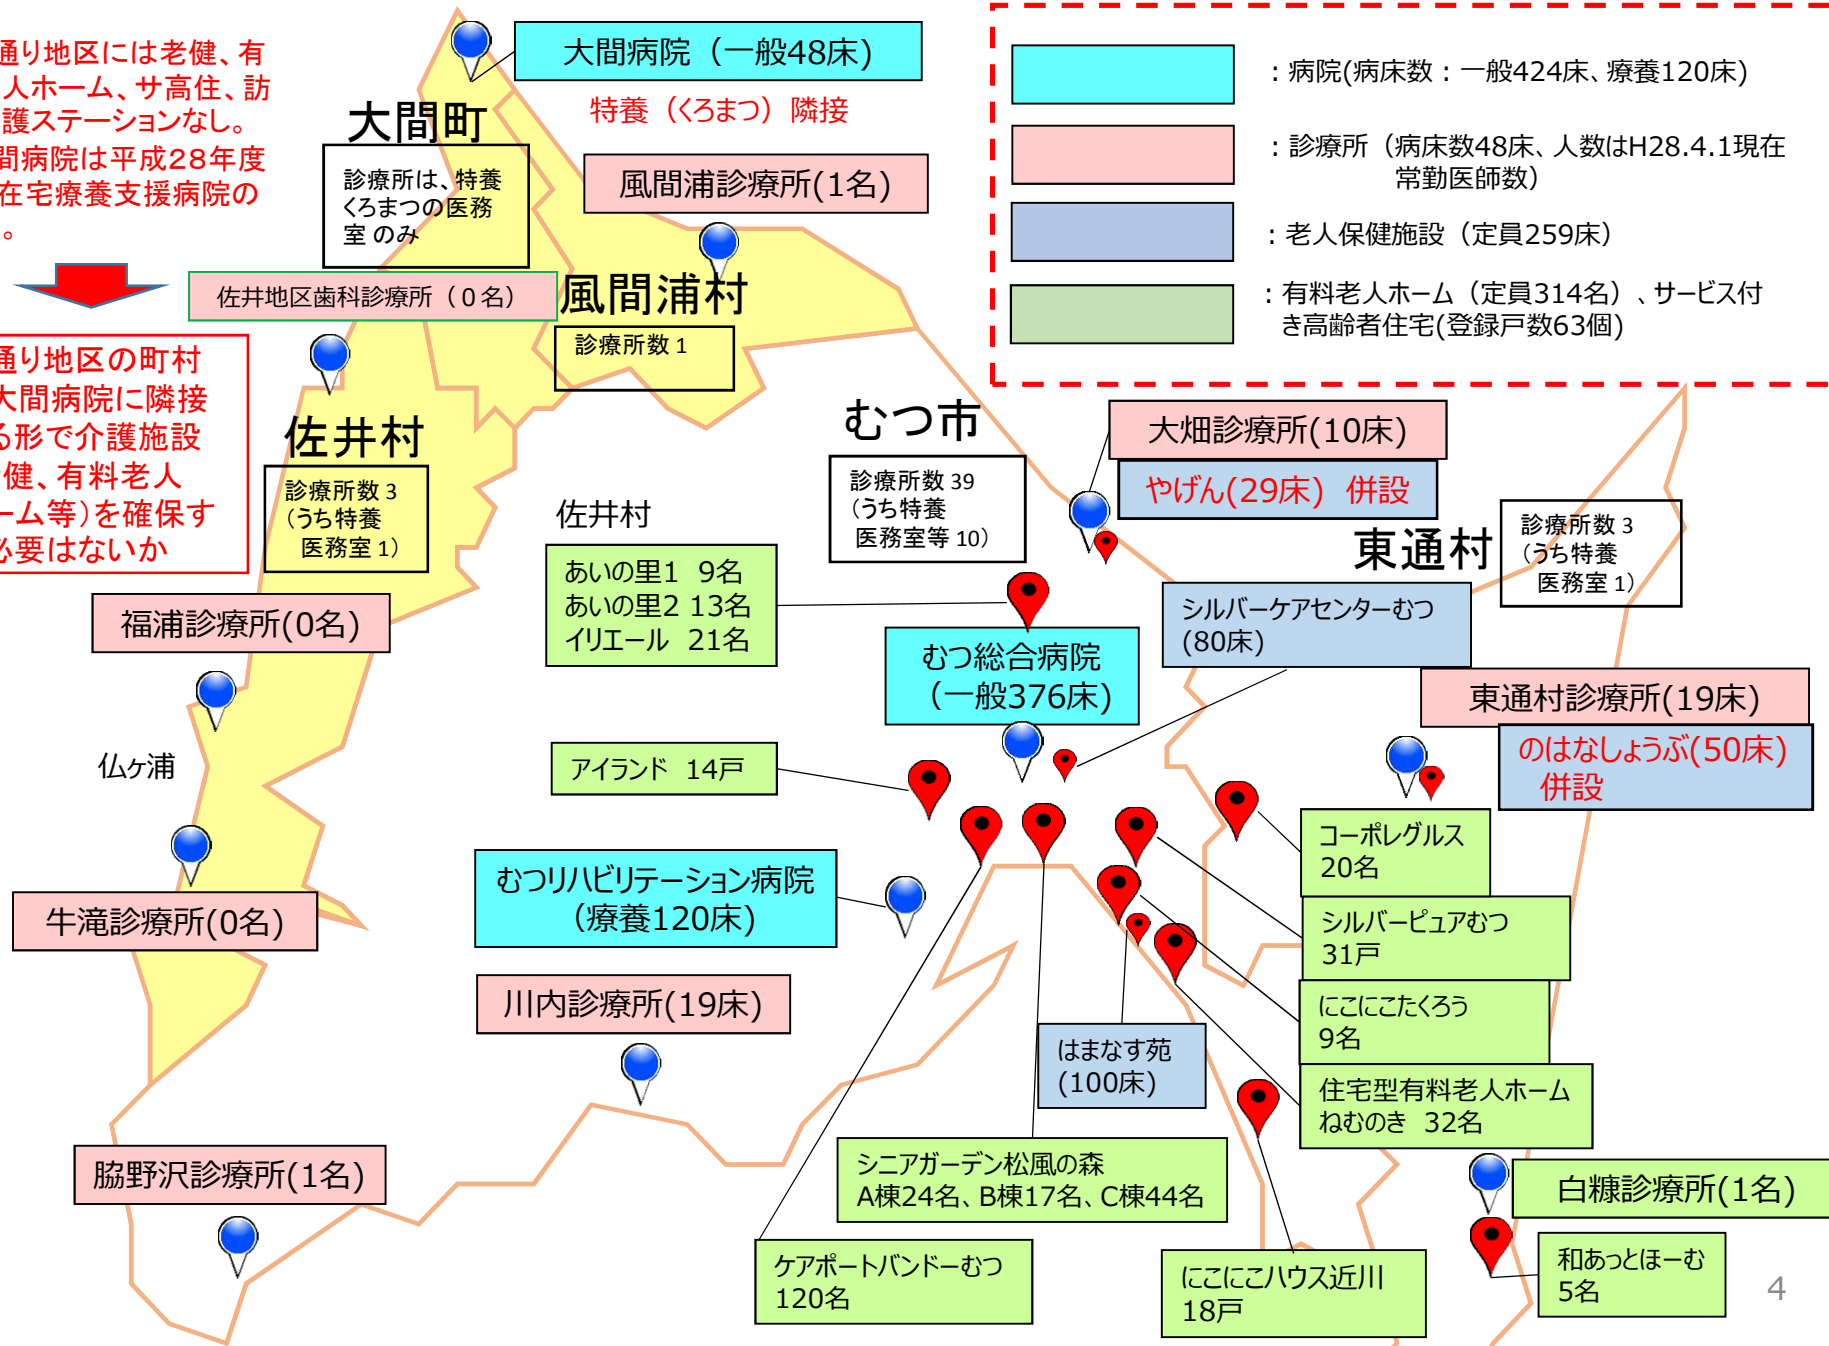 通り地区には老健、有
人ホーム、サ高住、訪
護ステーションなし。
間病院は平成28年度
在宅療養支援病院の
。
通り地区の町村
大間病院に隣接
る形で介護施設
健、有料老人
ーム等)を確保す
必要はないか
大間病院（一般48床）
特養（くろまつ）隣接
大間町
診療所は、特養
くろまつの医務
室のみ
風間浦診療所(1名)
佐井地区歯科診療所（０名）
風間浦村
診療所数 1
佐井村
診療所数 3
（うち特養
医務室 1）
：病院(病床数：一般424床、療養120床)
：診療所（病床数48床、人数はH28.4.1現在
常勤医師数）
：老人保健施設（定員259床）
：有料老人ホーム（定員314名）、サービス付
き高齢者住宅(登録戸数63個)
むつ市
診療所数 39
（うち特養
医務室等 10）
大畑診療所(10床)
やげん(29床) 併設
東通村
診療所数 3
（うち特養
医務室 1）
佐井村
あいの里1 9名
あいの里2 13名
イリエール 21名
シルバーケアセンターむつ
(80床)
むつ総合病院
（一般376床）
福浦診療所(0名)
東通村診療所(19床)
のはなしょうぶ(50床)
併設
仏ヶ浦
アイランド 14戸
コーポレグルス
20名
むつリハビリテーション病院
（療養120床）
牛滝診療所(0名)
シルバーピュアむつ
31戸
川内診療所(19床)
にこにこたくろう
9名
はまなす苑
(100床)
住宅型有料老人ホーム
ねむのき 32名
脇野沢診療所(1名)
シニアガーデン松風の森
A棟24名、B棟17名、C棟44名
白糠診療所(1名)
ケアポートバンドーむつ
120名
にこにこハウス近川
18戸
和あっとほーむ
5名
4